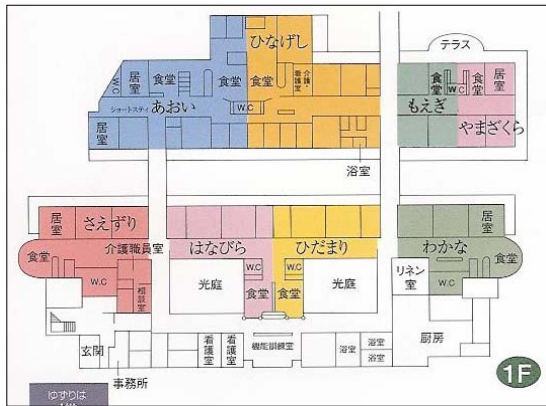 ひなげし
テラス
W.C
居室
食堂
食堂
食堂
看護室
介護室
食堂
W.C
食堂
居室
ショートステイ
あおい
W.C
もえぎ
やまざくら
居室
浴室
居室
さえずり
はなびら
ひだまり
わかな
居室
介護職員室
食堂
W.C
相談室
光庭
W.C
食堂
W.C
食堂
光庭
リネン室
W.C
食堂
玄関
事務所
看護室
看護室
機能訓練室
浴室
浴室
浴室
厨房
1F
ゆずりは